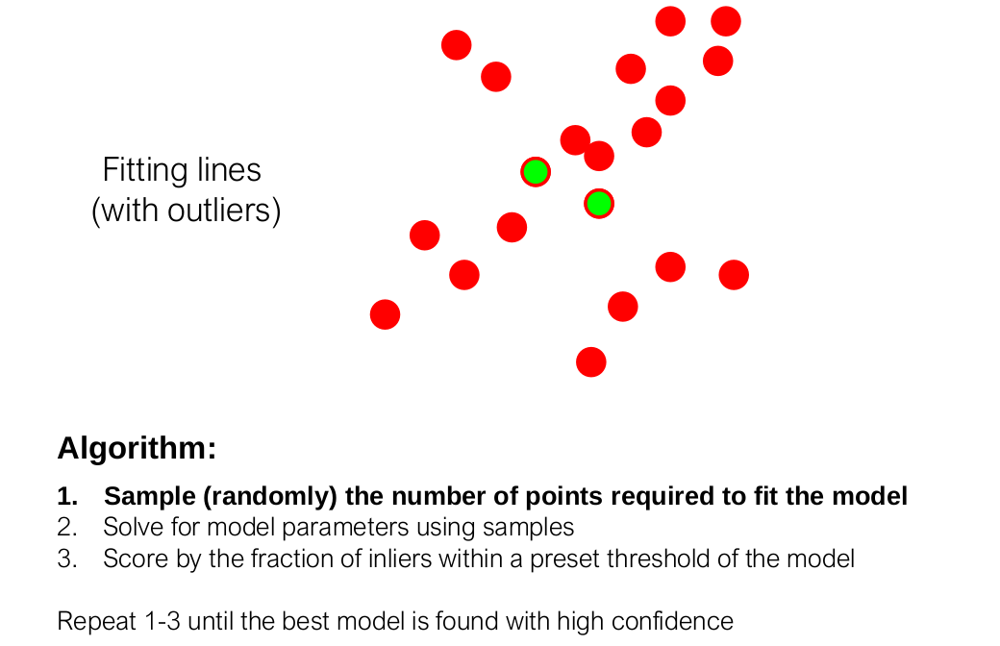 Fitting lines
(with outliers)
Algorithm:
1. Sample (randomly) the number of points required to fit the model
2. Solve for model parameters using samples
3. Score by the fraction of inliers within a preset threshold of the model
Repeat 1-3 until the best model is found with high confidence